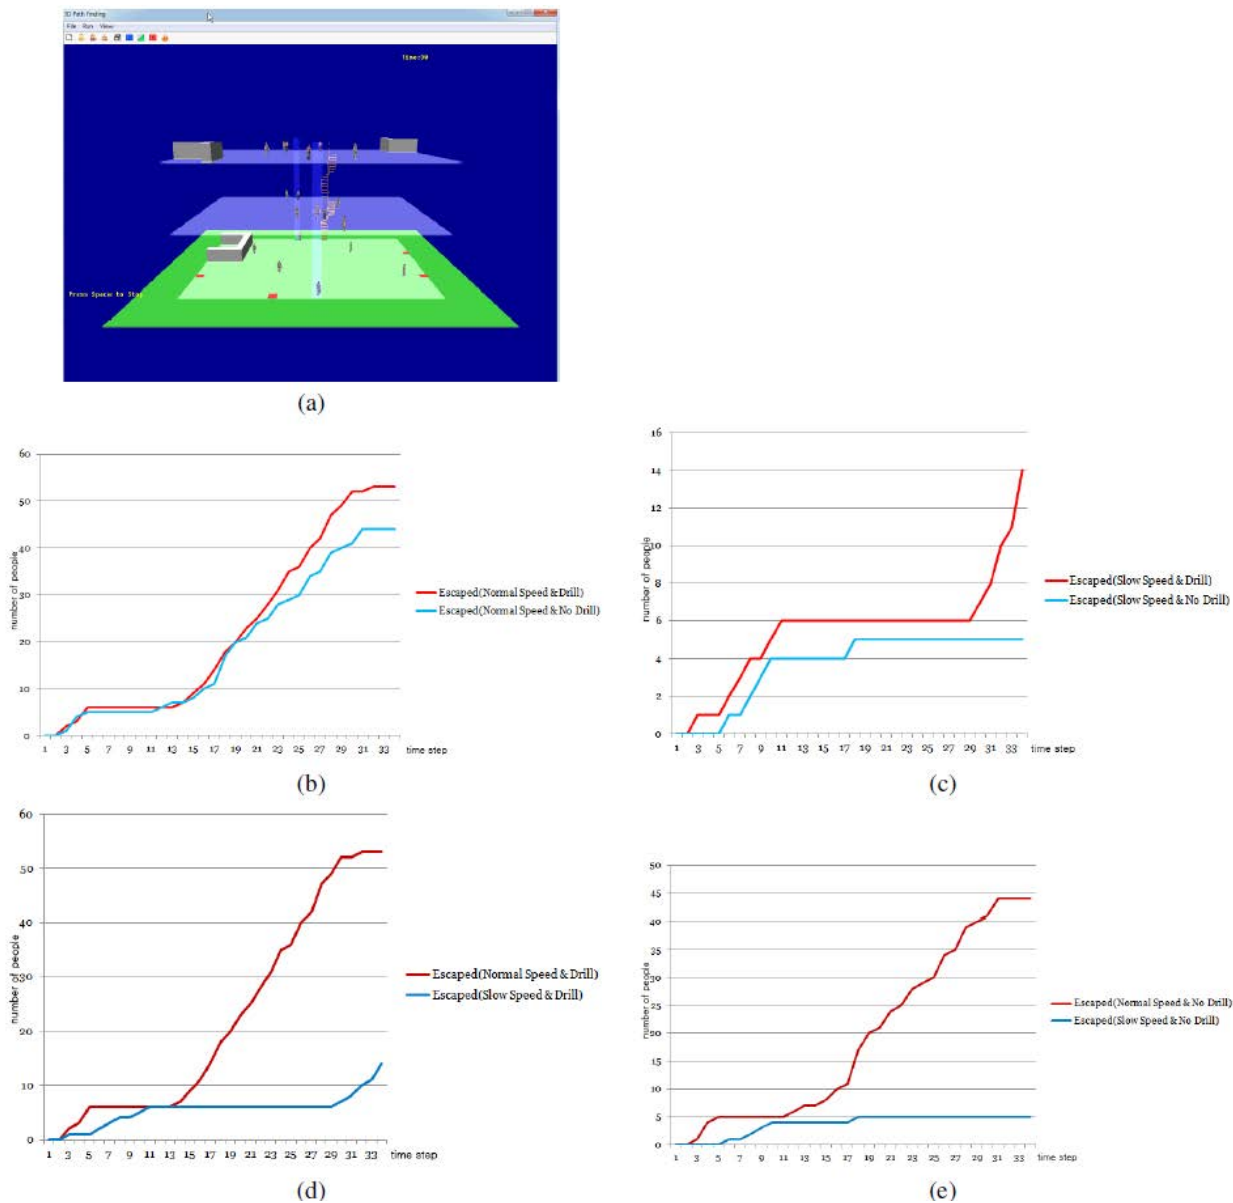 3D Path Finding
File Run View
Time:30
Press Space to Stop
(a)
60
50
40
30
20
10
0
number of people
1 3 5 7 9 11 13 15 17 19 21 23 25 27 29 31 33 time step
Escaped(Normal Speed & Drill)
Escaped(Normal Speed & No Drill)
(b)
16
14
12
10
8
6
4
2
0
number of people
1 3 5 7 9 11 13 15 17 19 21 23 25 27 29 31 33 time step
Escaped(Slow Speed & Drill)
Escaped(Slow Speed & No Drill)
(c)
60
50
40
30
20
10
0
number of people
1 3 5 7 9 11 13 15 17 19 21 23 25 27 29 31 33 time step
Escaped(Normal Speed & Drill)
Escaped(Slow Speed & Drill)
(d)
50
45
40
35
30
25
20
15
10
5
0
number of people
1 3 5 7 9 11 13 15 17 19 21 23 25 27 29 31 33 time step
Escaped(Normal Speed & No Drill)
Escaped(Slow Speed & No Drill)
(e)